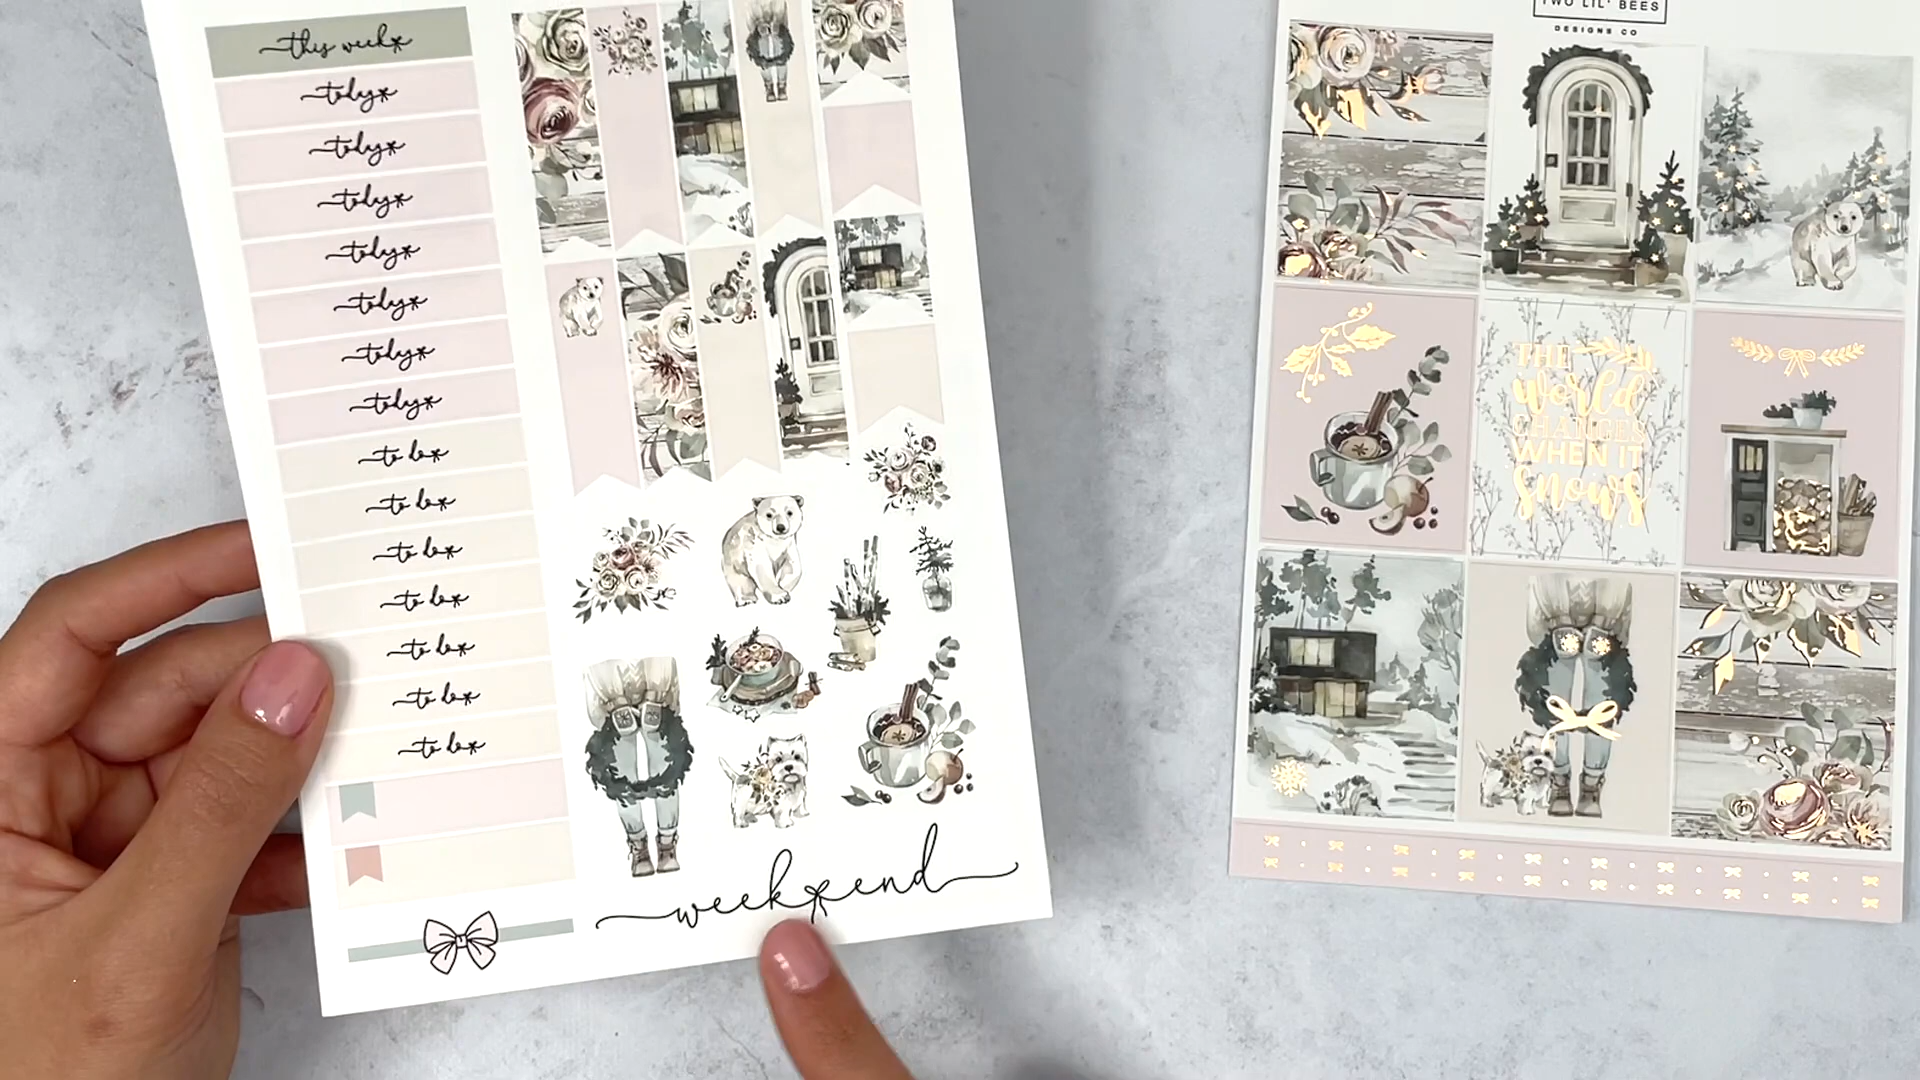 this week
today
today
today
today
today
today
today
to do
to do
to do
to do
to do
to do
to do
weekend
TWO LIL' BEES
DESIGNS CO
THE
world
CHANGES
WHEN IT
snows